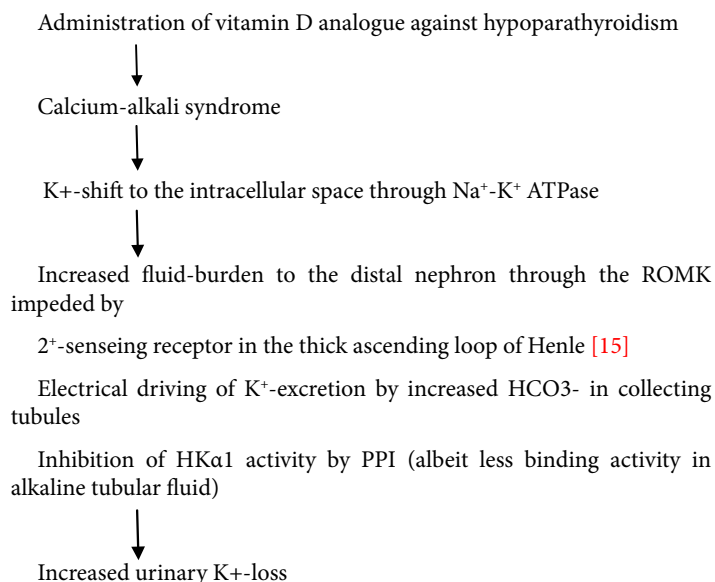 Administration of vitamin D analogue against hypoparathyroidism
Calcium-alkali syndrome
K+-shift to the intracellular space through Na⁺-K⁺ ATPase
Increased fluid-burden to the distal nephron through the ROMK
impeded by
2⁺-senseing receptor in the thick ascending loop of Henle [15]
Electrical driving of K⁺-excretion by increased HCO3- in collecting
tubules
Inhibition of HKα1 activity by PPI (albeit less binding activity in
alkaline tubular fluid)
Increased urinary K+-loss